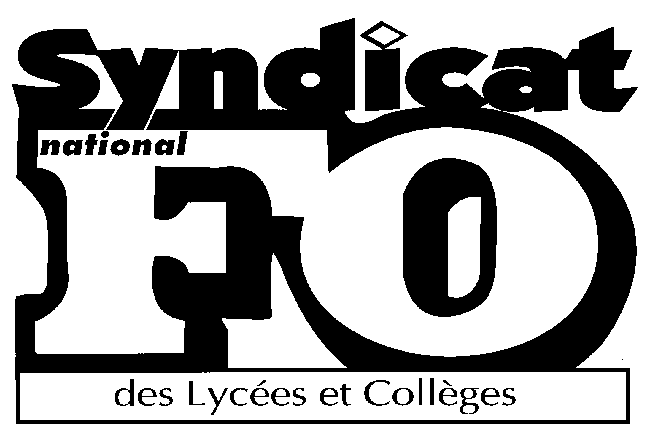 Syndicat
national
FO
des Lycées et Collèges